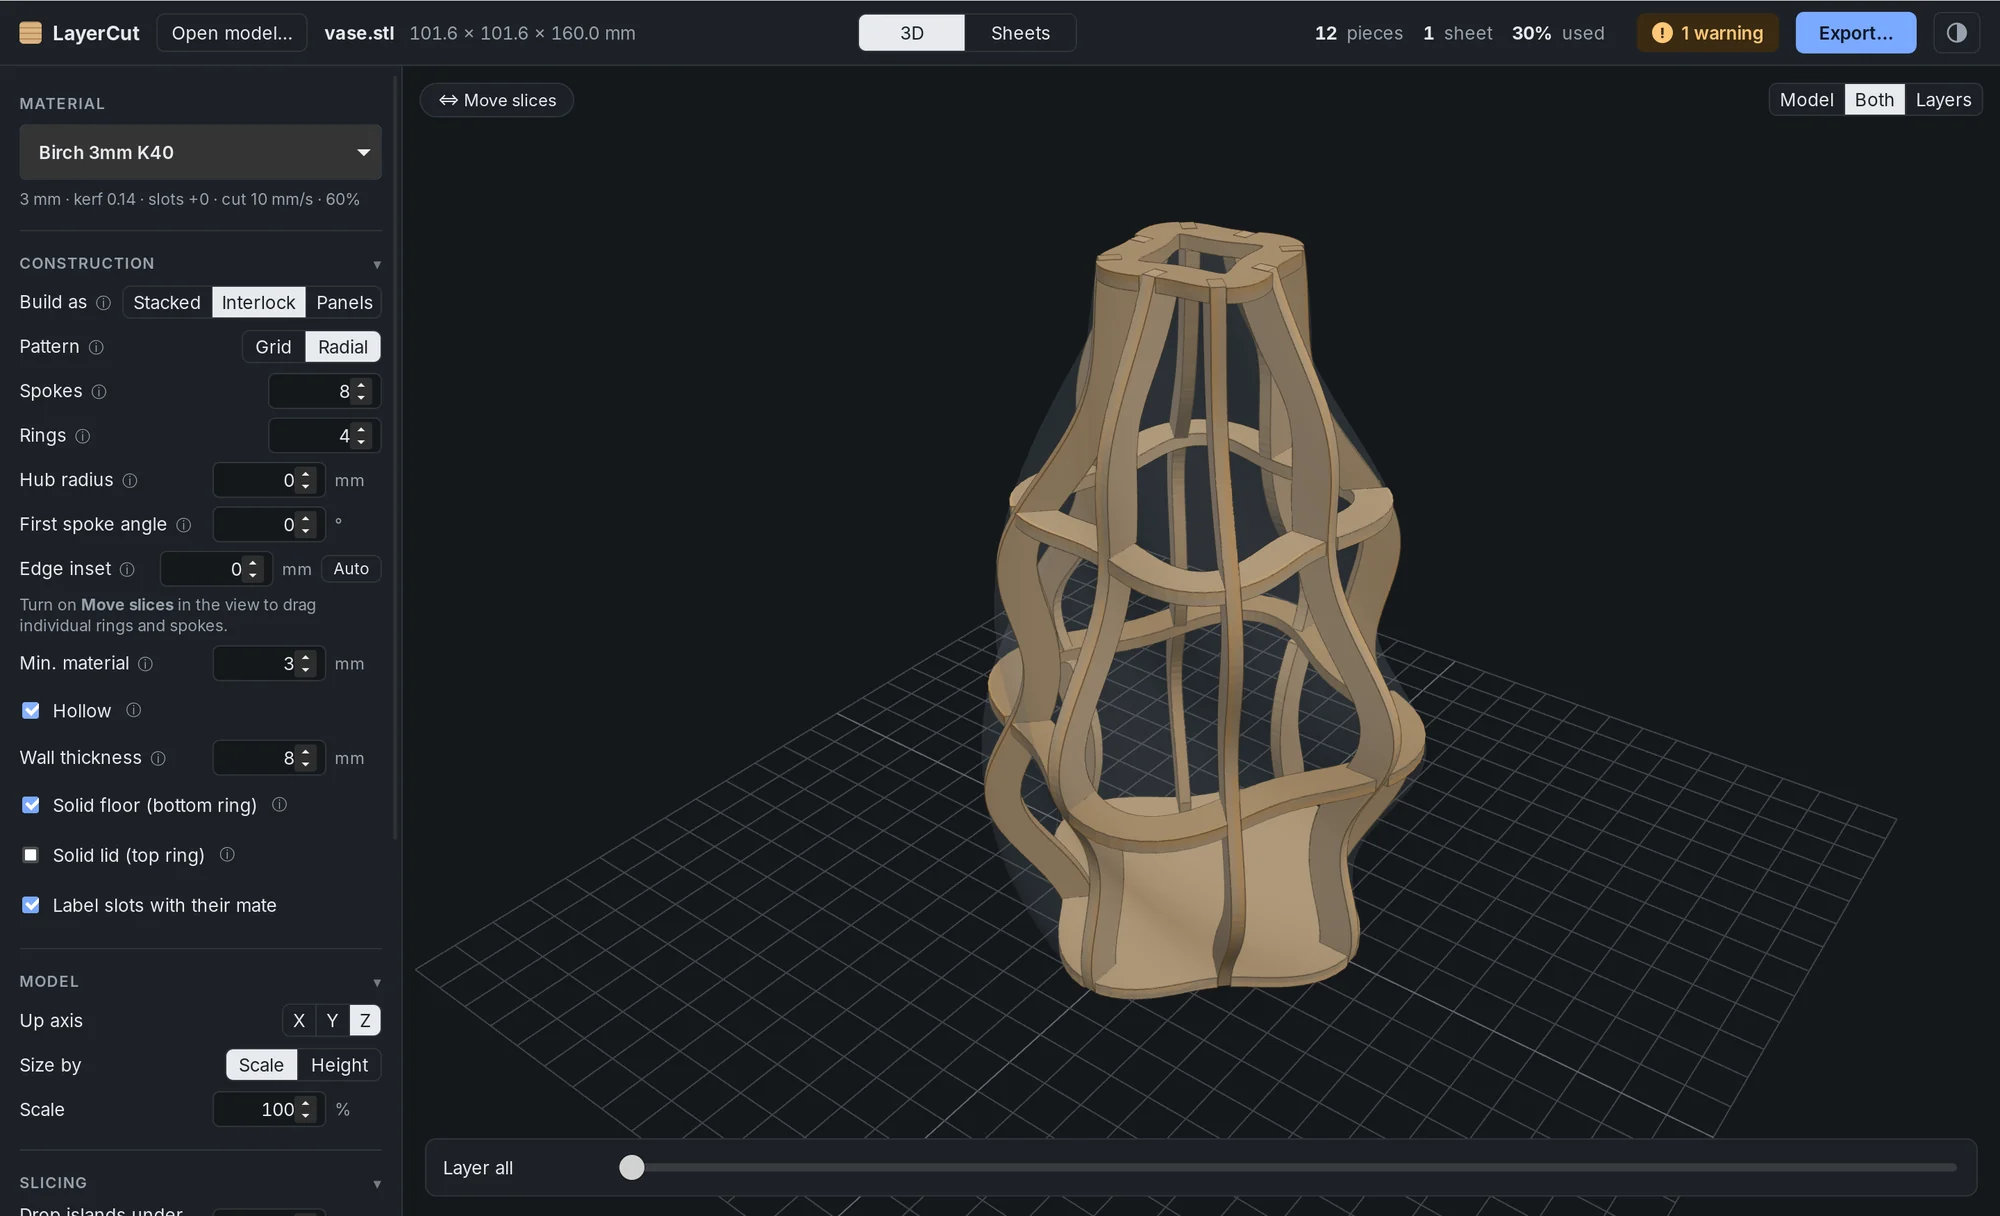 LayerCut Open model... vase.stl 101.6 × 101.6 × 160.0 mm 3D Sheets 12 pieces 1 sheet 30% used ! 1 warning Export...
MATERIAL
Birch 3mm K40
3 mm · kerf 0.14 · slots +0 · cut 10 mm/s · 60%
CONSTRUCTION
Build as Stacked Interlock Panels
Pattern Grid Radial
Spokes 8
Rings 4
Hub radius 0 mm
First spoke angle 0 °
Edge inset 0 mm Auto
Turn on Move slices in the view to drag
individual rings and spokes.
Min. material 3 mm
Hollow
Wall thickness 8 mm
Solid floor (bottom ring)
Solid lid (top ring)
Label slots with their mate
MODEL
Up axis X Y Z
Size by Scale Height
Scale 100 %
SLICING
Drop islands under
Move slices
Model Both Layers
Layer all